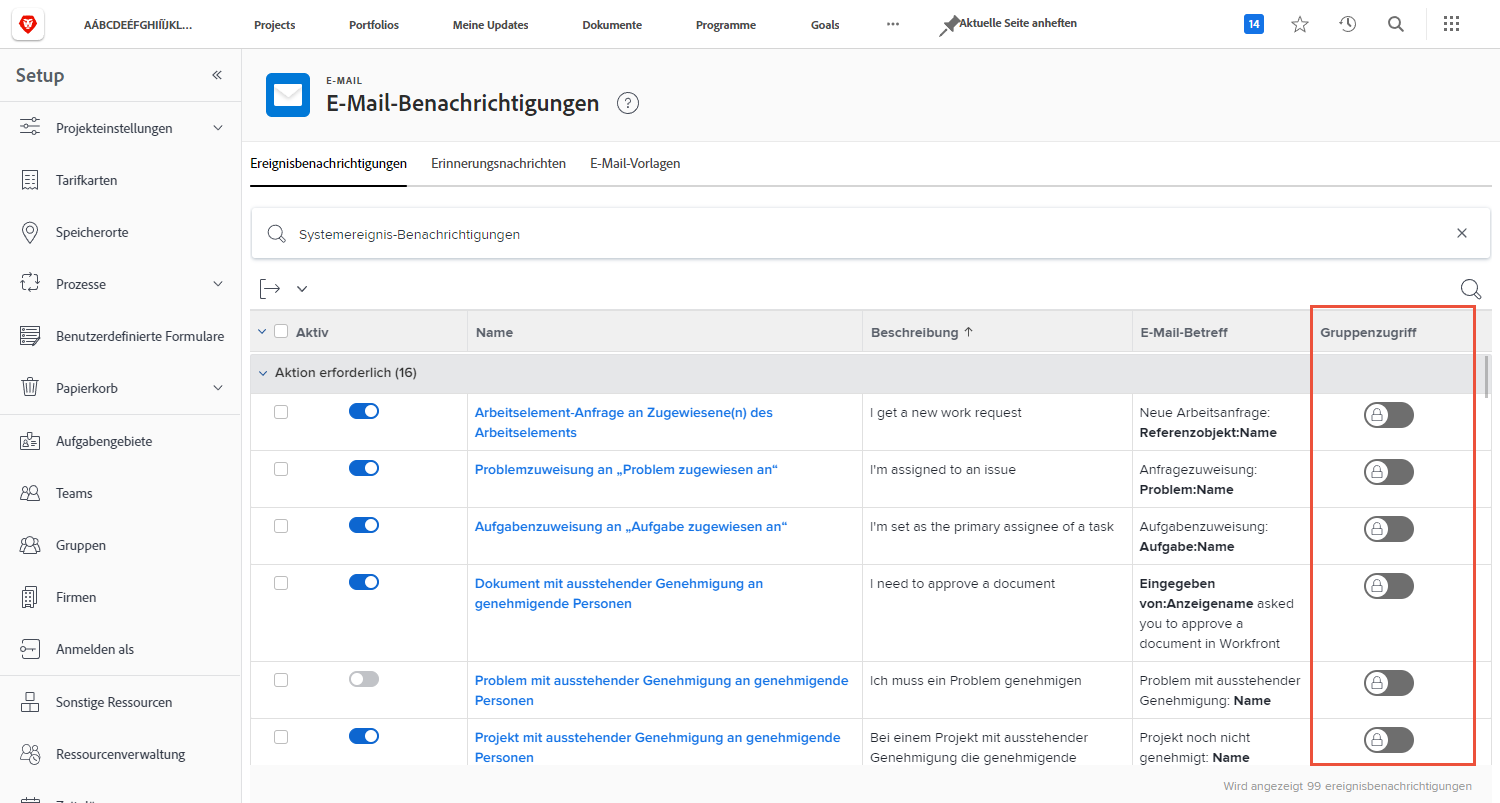 AÁBCDEÉFGHIÍÏJKL...
Projects
Portfolios
Meine Updates
Dokumente
Programme
Goals
Aktuelle Seite anheften
14
Setup
Projekteinstellungen
Tarifkarten
Speicherorte
Prozesse
Benutzerdefinierte Formulare
Papierkorb
Aufgabengebiete
Teams
Gruppen
Firmen
Anmelden als
Sonstige Ressourcen
Ressourcenverwaltung
E-MAIL
E-Mail-Benachrichtigungen ?
Ereignisbenachrichtigungen
Erinnerungsnachrichten
E-Mail-Vorlagen
Systemereignis-Benachrichtigungen
Aktiv
Name
Beschreibung
E-Mail-Betreff
Gruppenzugriff
Aktion erforderlich (16)
Arbeitselement-Anfrage an Zugewiesene(n) des
Arbeitselements
I get a new work request
Neue Arbeitsanfrage:
Referenzobjekt:Name
Problemzuweisung an „Problem zugewiesen an“
I'm assigned to an issue
Anfragezuweisung:
Problem:Name
Aufgabenzuweisung an „Aufgabe zugewiesen an“
I'm set as the primary assignee of a task
Aufgabenzuweisung:
Aufgabe:Name
Dokument mit ausstehender Genehmigung an
genehmigende Personen
I need to approve a document
Eingegeben
von:Anzeigename asked
you to approve a
document in Workfront
Problem mit ausstehender Genehmigung an genehmigende
Personen
Ich muss ein Problem genehmigen
Problem mit ausstehender
Genehmigung: Name
Projekt mit ausstehender Genehmigung an genehmigende
Personen
Bei einem Projekt mit ausstehender
Genehmigung die genehmigende
Projekt noch nicht
genehmigt: Name
Wird angezeigt 99 ereignisbenachrichtigungen